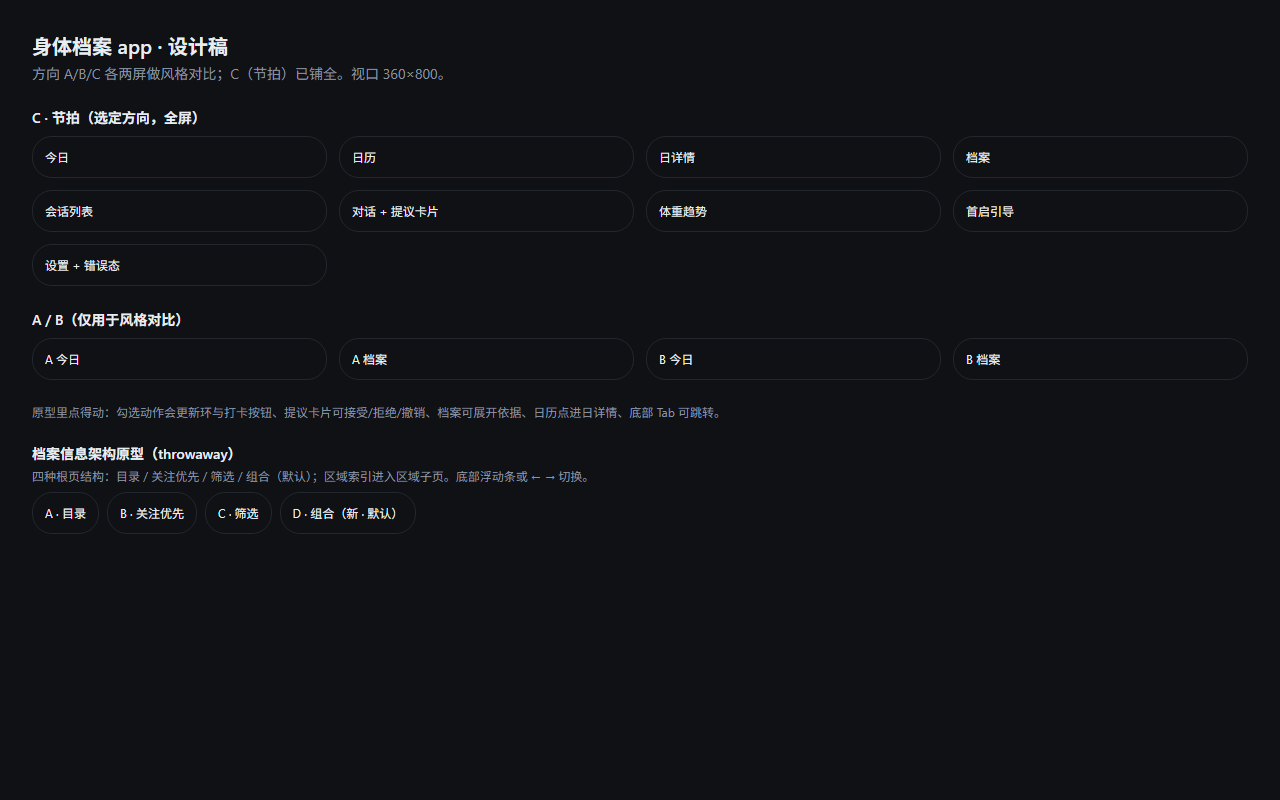 身体档案 app · 设计稿
方向 A/B/C 各两屏做风格对比；C（节拍）已铺全。视口 360×800。
C · 节拍（选定方向，全屏）
今日
日历
日详情
档案
会话列表
对话 + 提议卡片
体重趋势
首启引导
设置 + 错误态
A / B（仅用于风格对比）
A 今日
A 档案
B 今日
B 档案
原型里点得动：勾选动作会更新环与打卡按钮、提议卡片可接受/拒绝/撤销、档案可展开依据、日历点进日详情、底部 Tab 可跳转。
档案信息架构原型（throwaway）
四种根页结构：目录 / 关注优先 / 筛选 / 组合（默认）；区域索引进入区域子页。底部浮动条或 ← → 切换。
A · 目录
B · 关注优先
C · 筛选
D · 组合（新 · 默认）